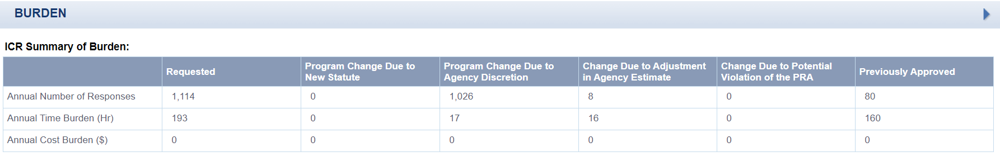 BURDEN
ICR Summary of Burden:
Requested
Program Change Due to New Statute
Program Change Due to Agency Discretion
Change Due to Adjustment in Agency Estimate
Change Due to Potential Violation of the PRA
Previously Approved
Annual Number of Responses 1,114 0 1,026 8 0 80
Annual Time Burden (Hr) 193 0 17 16 0 160
Annual Cost Burden ($) 0 0 0 0 0 0